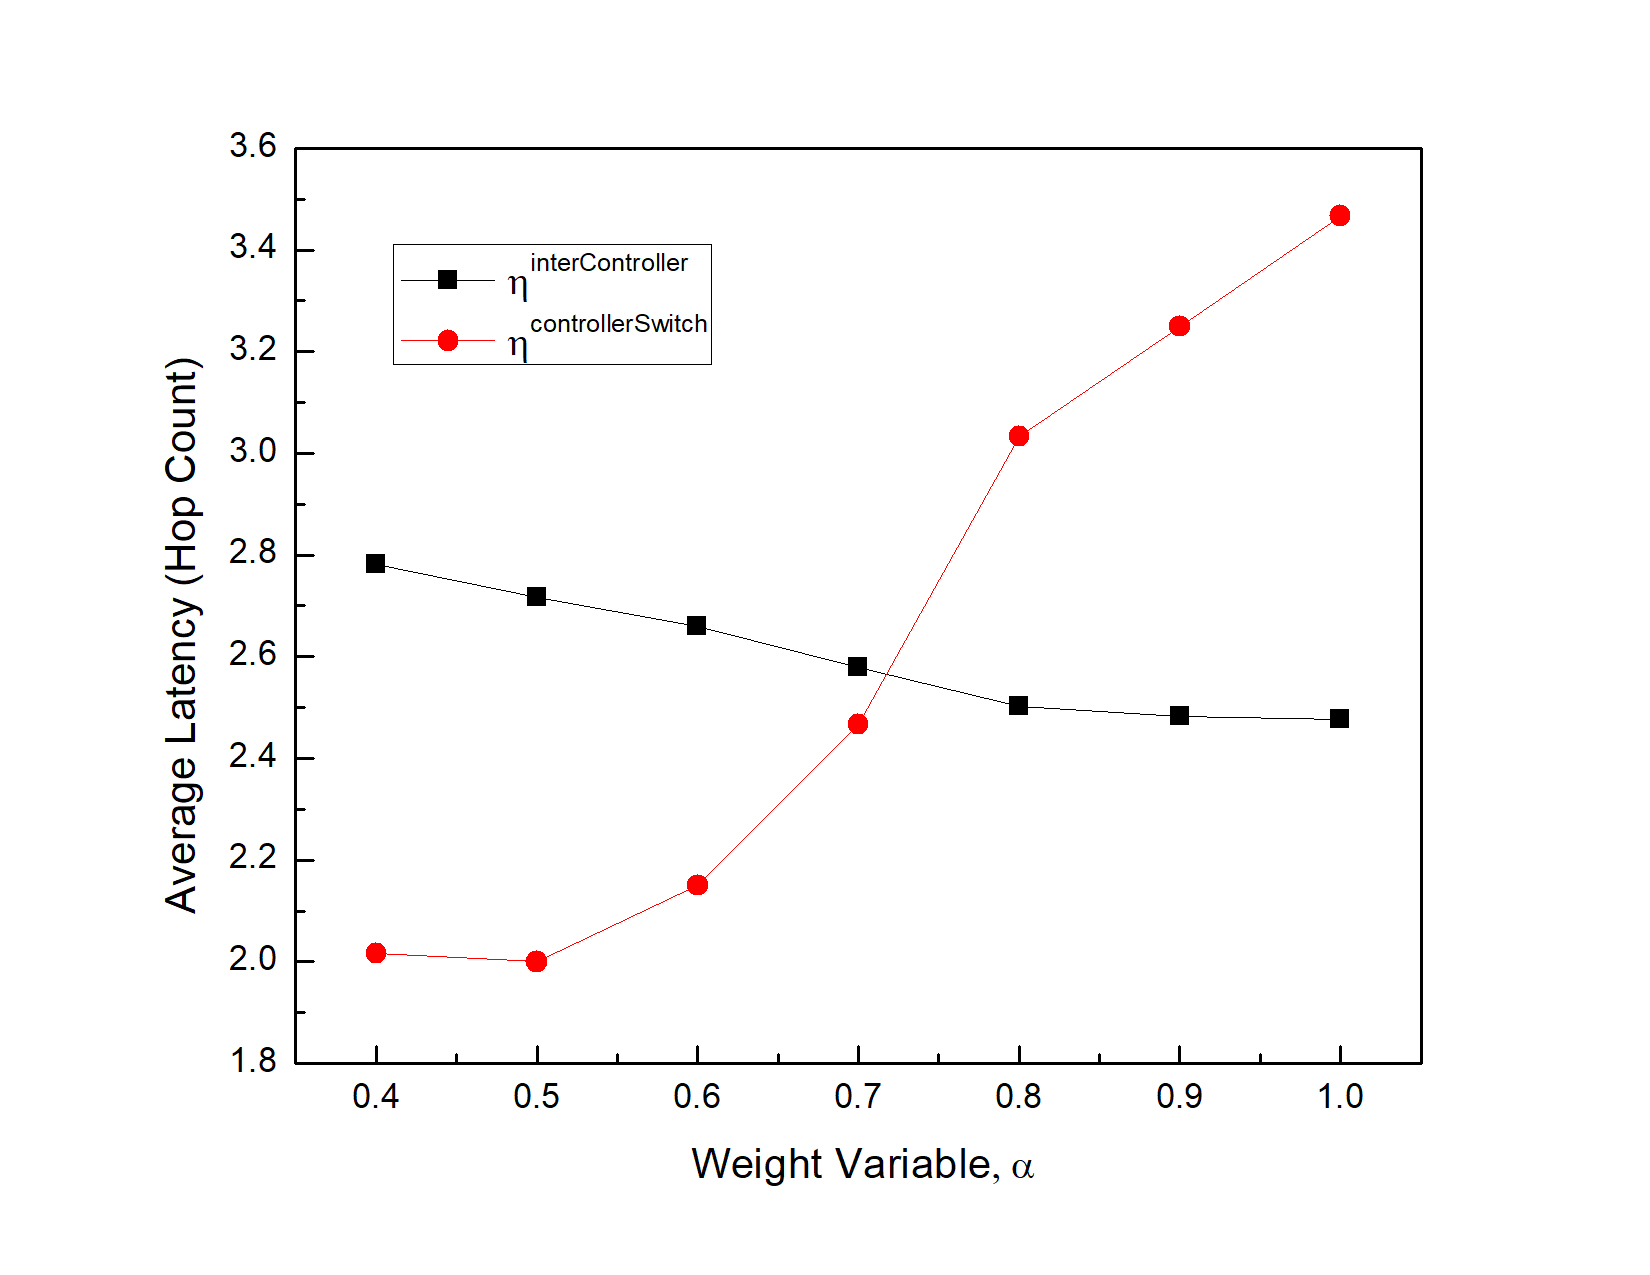 3.6
3.4
3.2
3.0
2.8
2.6
2.4
2.2
2.0
1.8
Average Latency (Hop Count)
η interController
η controllerSwitch
0.4 0.5 0.6 0.7 0.8 0.9 1.0
Weight Variable, α